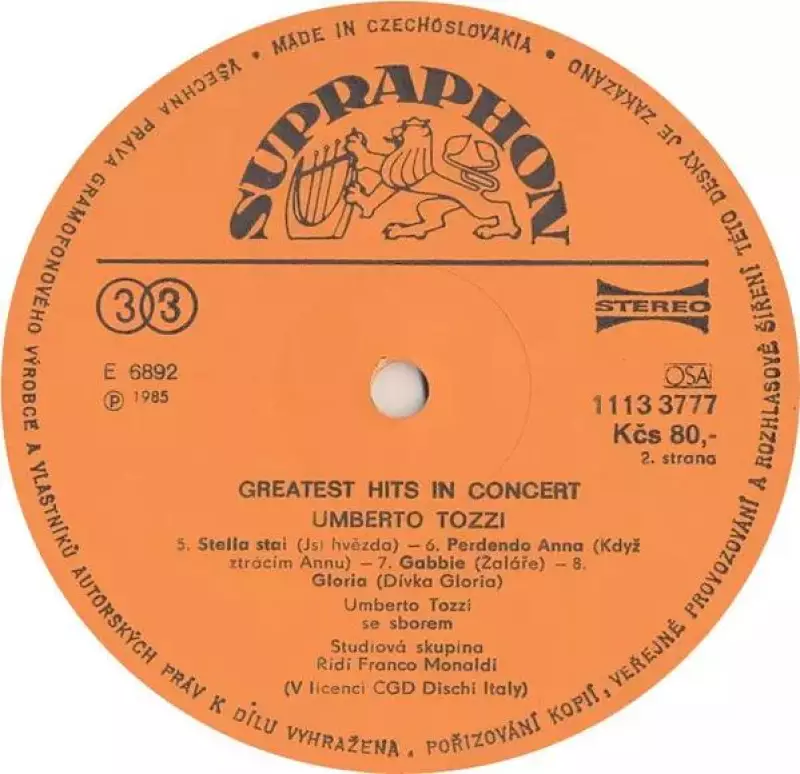 • MADE IN CZECHOSLOVAKIA •
VŠECHNA PRÁVA GRAMOFONOVÉHO VÝROBCE A VLASTNÍKŮ AUTORSKÝCH PRÁV K DÍLU VYHRAŽENA. POŘIZOVÁNÍ KOPIÍ, VEŘEJNÉ PROVOZOVÁNÍ A ROZHLASOVÉ ŠÍŘENÍ TÉTO DESKY JE ZAKÁZÁNO
SUPRAPHON
33
STEREO
E 6892
Ⓟ 1985
OSA
1113 3777
Kčs 80,-
2. strana
GREATEST HITS IN CONCERT
UMBERTO TOZZI
5. Stella stai (Jsi hvězda) – 6. Perdendo Anna (Když
ztrácím Annu) – 7. Gabbie (Žaláře) – 8.
Gloria (Dívka Gloria)
Umberto Tozzi
se sborem
Studiová skupina
Řídí Franco Monaldi
(V licenci CGD Dischi Italy)